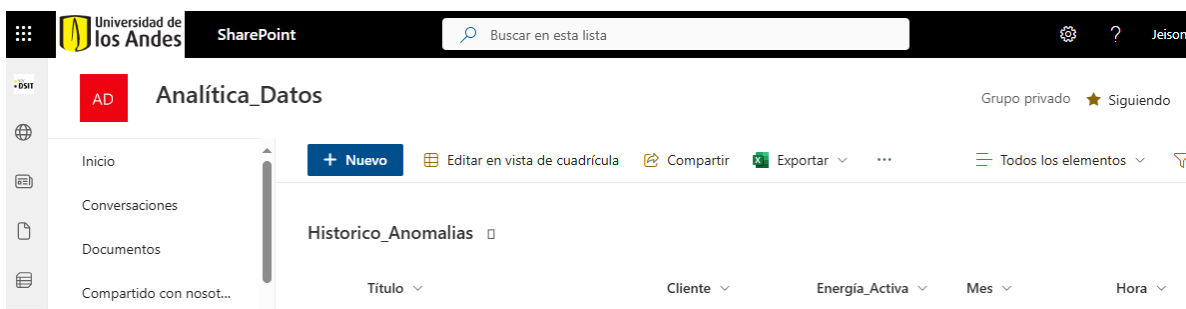 Universidad de
los Andes
SharePoint
Buscar en esta lista
?
Jeison
DSIT
AD
Analítica_Datos
Grupo privado
Siguiendo
Inicio
+ Nuevo
Editar en vista de cuadrícula
Compartir
Exportar
...
Todos los elementos
Conversaciones
Historico_Anomalias
Documentos
Compartido con nosot...
Título
Cliente
Energía_Activa
Mes
Hora